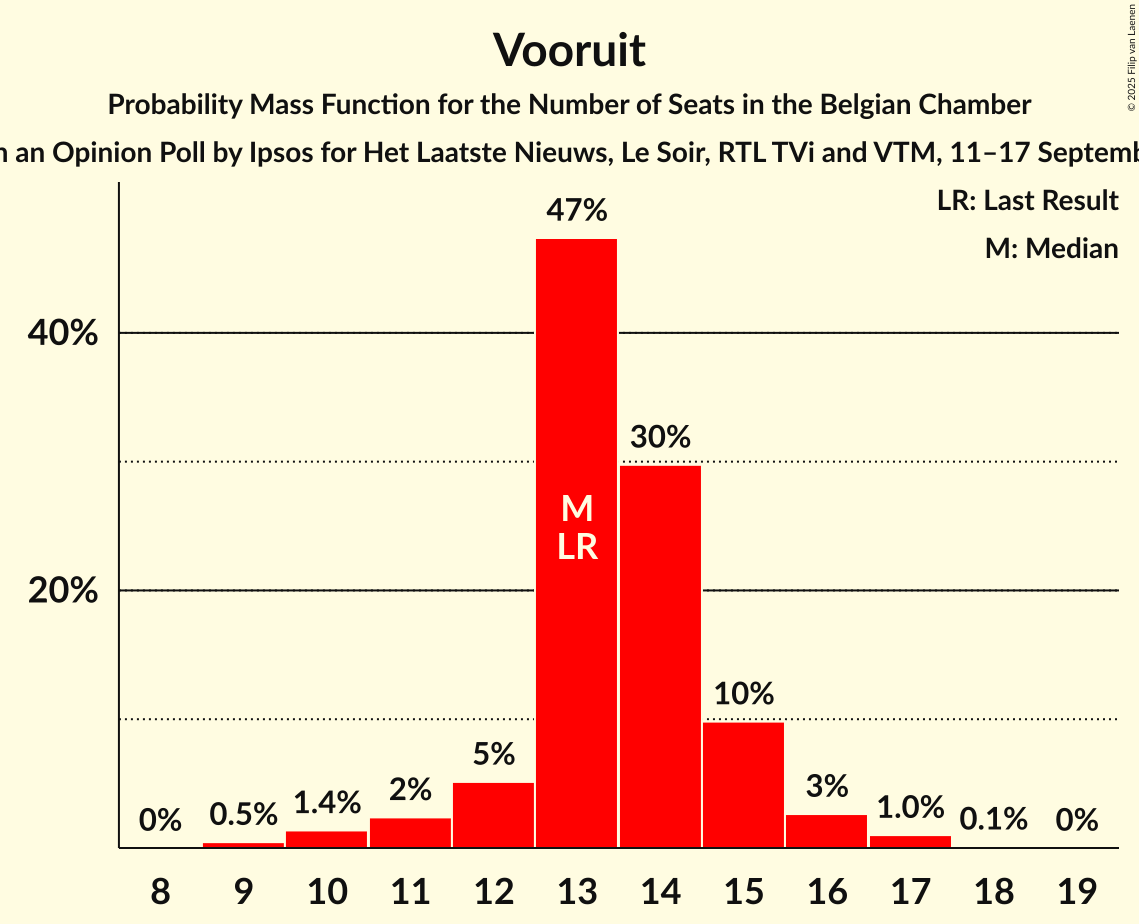 Vooruit
Probability Mass Function for the Number of Seats in the Belgian Chamber
an Opinion Poll by Ipsos for Het Laatste Nieuws, Le Soir, RTL TVi and VTM, 11–17
© 2025 Filip van Laenen
LR: Last Result
M: Median
47%
40%
30%
M
LR
20%
10%
5%
0% 0.5% 1.4% 2% 3% 1.0% 0.1% 0%
8 9 10 11 12 13 14 15 16 17 18 19